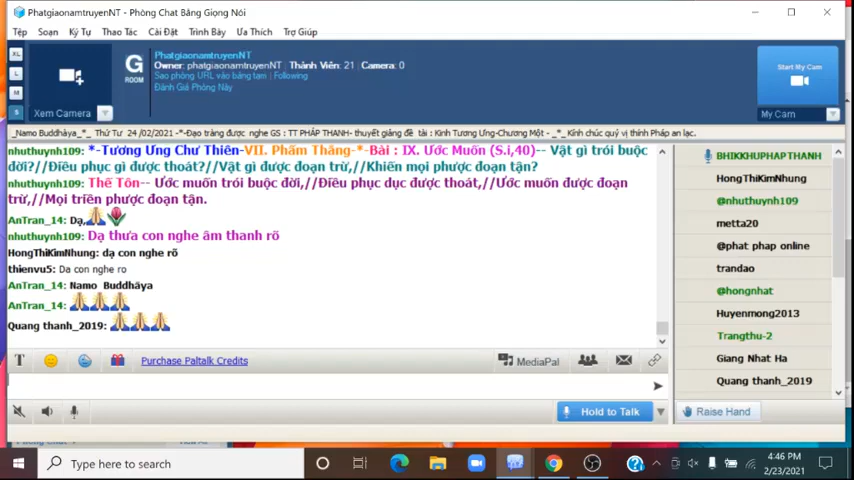 PhatgiaonamtruyenNT - Phòng Chat Bằng Giọng Nói
Tệp Soạn Ký Tự Thao Tác Cài Đặt Trình Bày Ưa Thích Trợ Giúp
XL
L
M
S
Xem Camera
G
ROOM
PhatgiaonamtruyenNT
Owner: phatgiaonamtruyenNT | Thành Viên: 21 | Camera: 0
Sao phòng URL vào bảng tạm | Following
Đánh Giá Phòng Này
Start My Cam
My Cam
_Namo Buddhàya_*_ Thứ Tư 24/02/2021 -*-Đạo tràng được nghe GS : TT PHÁP THANH- thuyết giảng đề tài : Kinh Tương Ưng-Chương Một - _*_Kính chúc quý vị thính Pháp an lạc.
nhuthuynh109: *-Tương Ưng Chư Thiên-VII. Phẩm Thắng-*-Bài : IX. Ước Muốn (S.i,40)-- Vật gì trói buộc
đời?//Điều phục gì được thoát?//Vật gì được đoạn trừ,//Khiến mọi phược đoạn tận?
nhuthuynh109: Thế Tôn-- Ước muốn trói buộc đời,//Điều phục dục được thoát,//Ước muốn được đoạn
trừ,//Mọi triền phược đoạn tận.
AnTran_14: Dạ,
nhuthuynh109: Dạ thưa con nghe âm thanh rõ
HongThiKimNhung: dạ con nghe rõ
thienvu5: Da con nghe ro
AnTran_14: Namo Buddhāya
AnTran_14:
Quang thanh_2019:
BHIKKHUPHAPTHANH
HongThiKimNhung
@nhuthuynh109
metta20
@phat phap online
trandao
@hongnhat
Huyenmong2013
Trangthu-2
Giang Nhat Ha
Quang thanh_2019
T Purchase Paltalk Credits MediaPal
Hold to Talk
Raise Hand
Type here to search
4:46 PM
2/23/2021